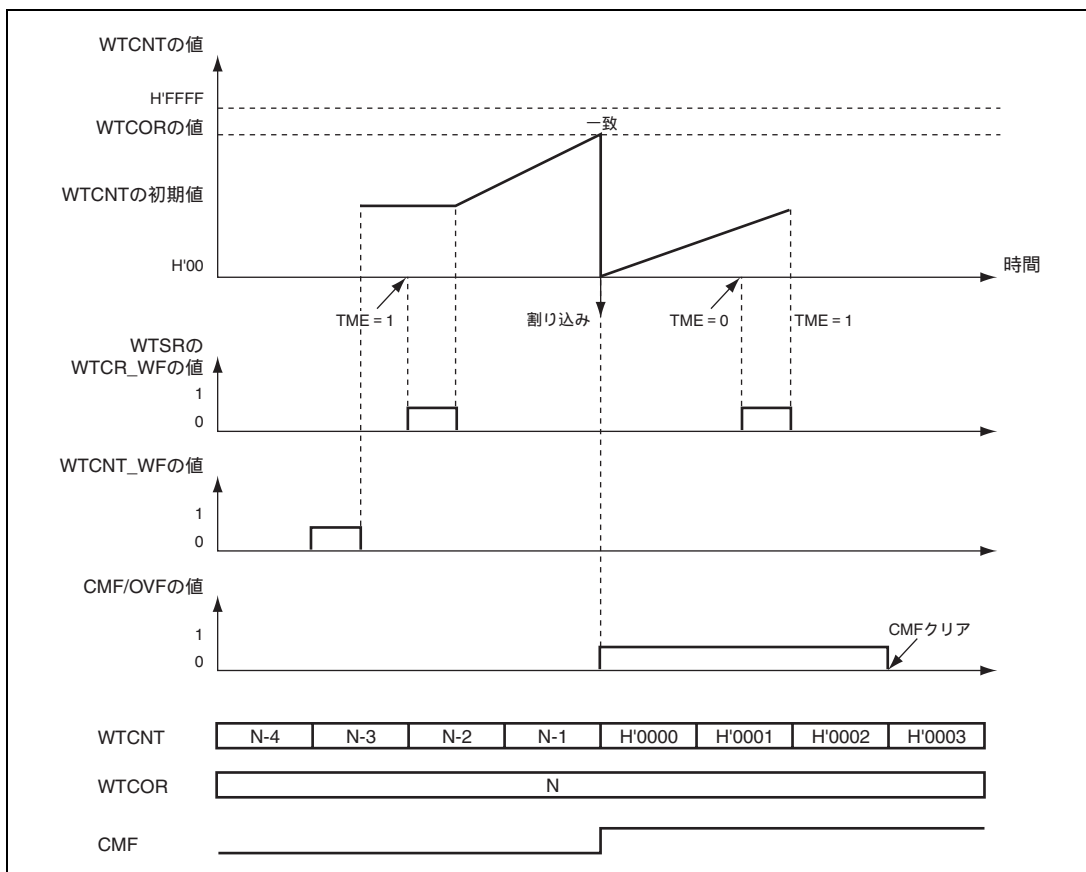 WTCNTの値
H'FFFF
WTCORの値
一致
WTCNTの初期値
H'00
時間
TME = 1
割り込み
TME = 0
TME = 1
WTSRの
WTCR_WFの値
1
0
WTCNT_WFの値
1
0
CMF/OVFの値
1
0
CMFクリア
WTCNT N-4 N-3 N-2 N-1 H'0000 H'0001 H'0002 H'0003
WTCOR N
CMF